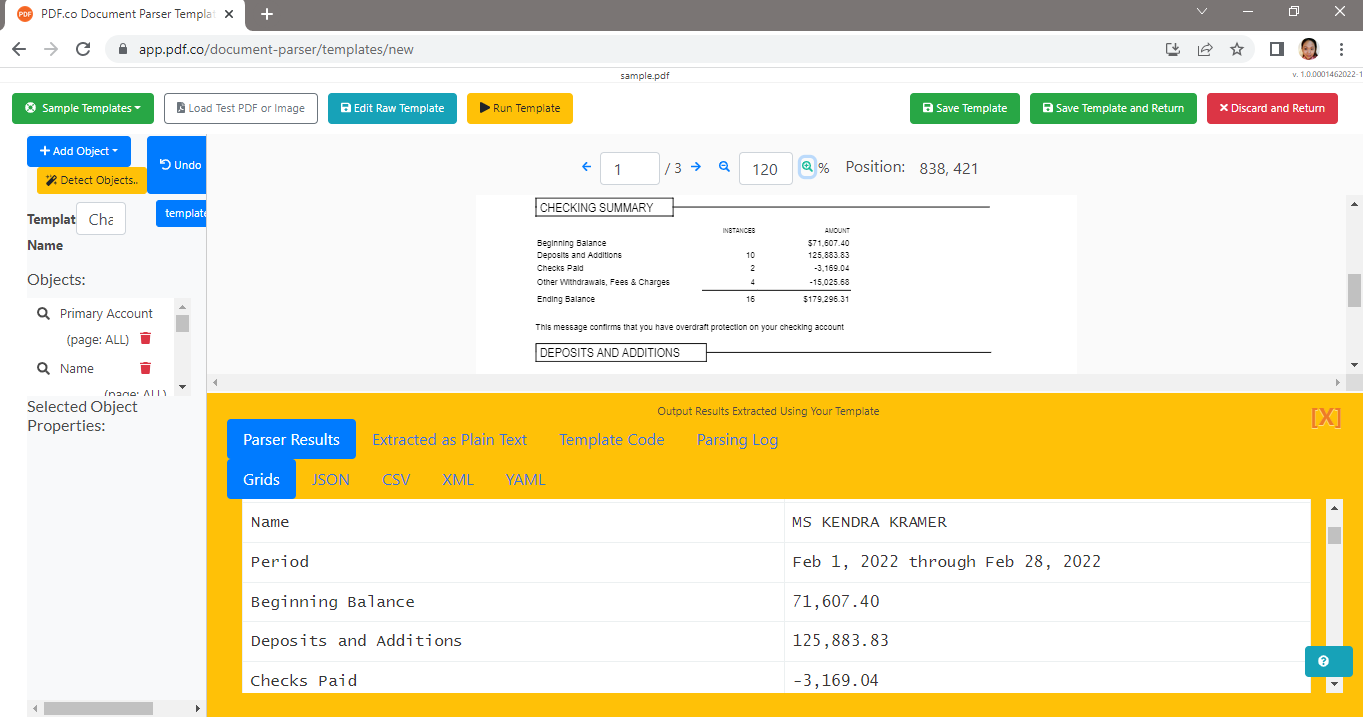 PDF PDF.co Document Parser Templat
app.pdf.co/document-parser/templates/new
sample.pdf
v. 1.0.0001462022-1
Sample Templates Load Test PDF or Image Edit Raw Template Run Template Save Template Save Template and Return Discard and Return
Add Object Undo
Detect Objects..
Templat Cha template
Name
Objects:
Primary Account
(page: ALL)
Name
(page: ALL)
Selected Object
Properties:
1 / 3 120 % Position: 838, 421
CHECKING SUMMARY
INSTANCES AMOUNT
Beginning Balance $71,607.40
Deposits and Additions 10 125,883.83
Checks Paid 2 -3,169.04
Other Withdrawals, Fees & Charges 4 -15,025.68
Ending Balance 16 $179,296.31
This message confirms that you have overdraft protection on your checking account
DEPOSITS AND ADDITIONS
Output Results Extracted Using Your Template
[X]
Parser Results Extracted as Plain Text Template Code Parsing Log
Grids JSON CSV XML YAML
Name MS KENDRA KRAMER
Period Feb 1, 2022 through Feb 28, 2022
Beginning Balance 71,607.40
Deposits and Additions 125,883.83
Checks Paid -3,169.04